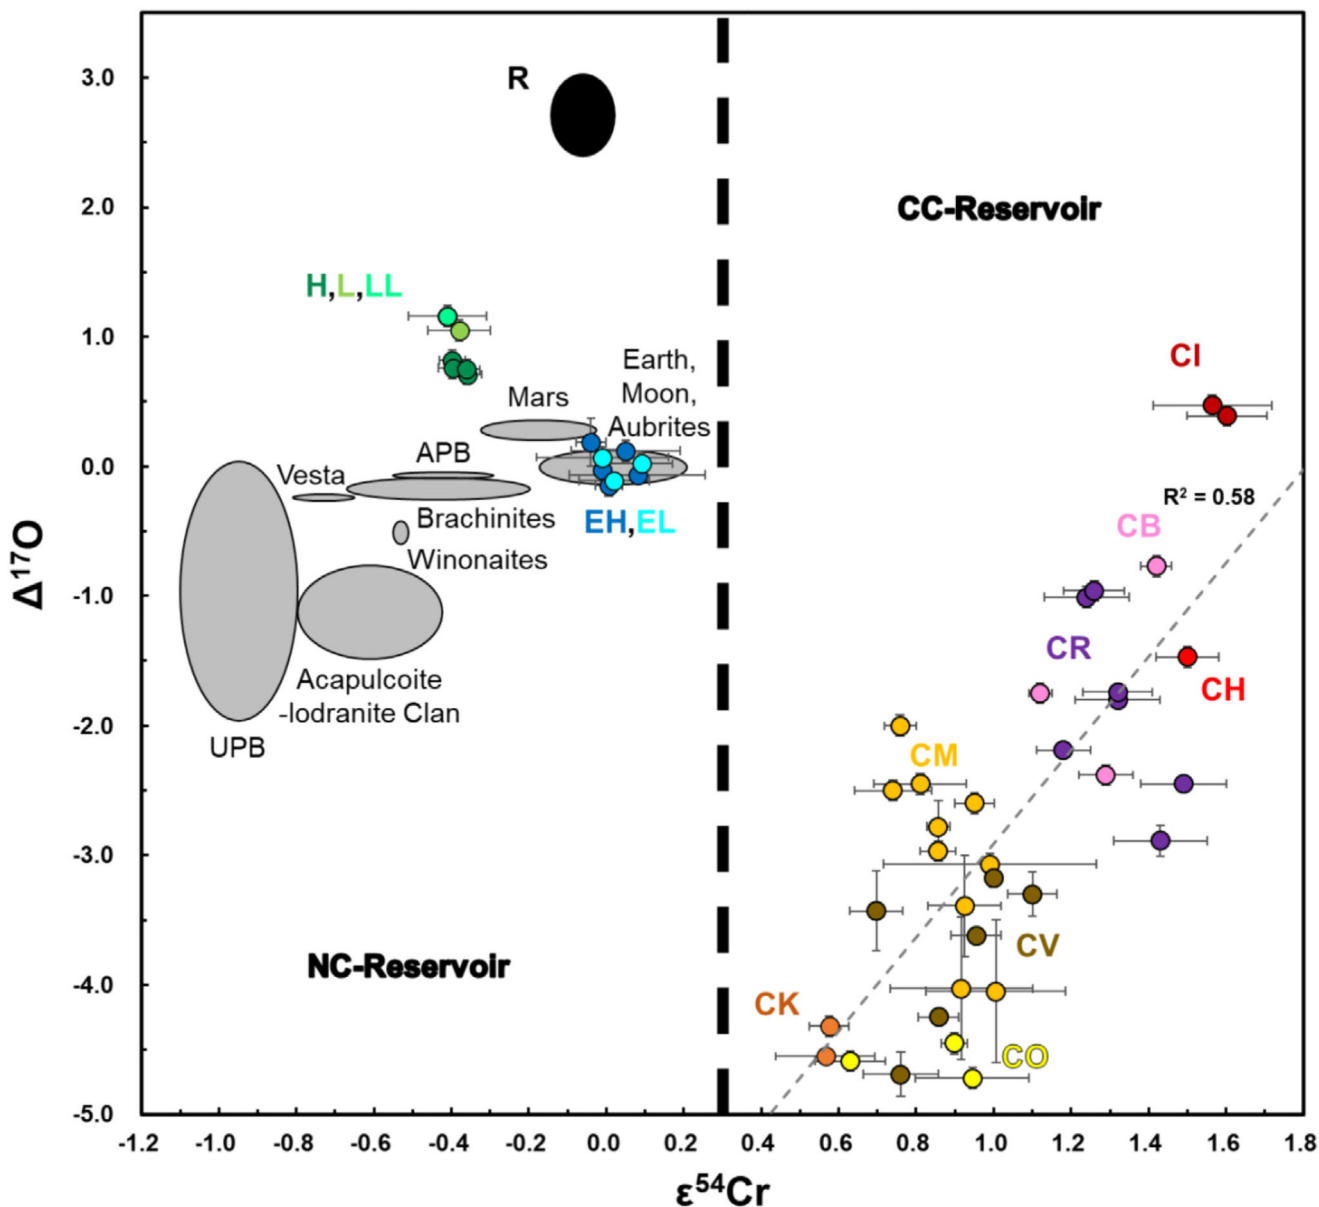 3.0
2.0
1.0
0.0
-1.0
-2.0
-3.0
-4.0
-5.0
Δ¹⁷O
R
CC-Reservoir
H,L,LL
Earth,
Moon,
Aubrites
Mars
APB
Vesta
Brachinites
EH,EL
Winonaites
Acapulcoite
-lodranite Clan
UPB
NC-Reservoir
CI
R² = 0.58
CB
CR
CH
CM
CV
CK
CO
-1.2 -1.0 -0.8 -0.6 -0.4 -0.2 0.0 0.2 0.4 0.6 0.8 1.0 1.2 1.4 1.6 1.8
ε⁵⁴Cr